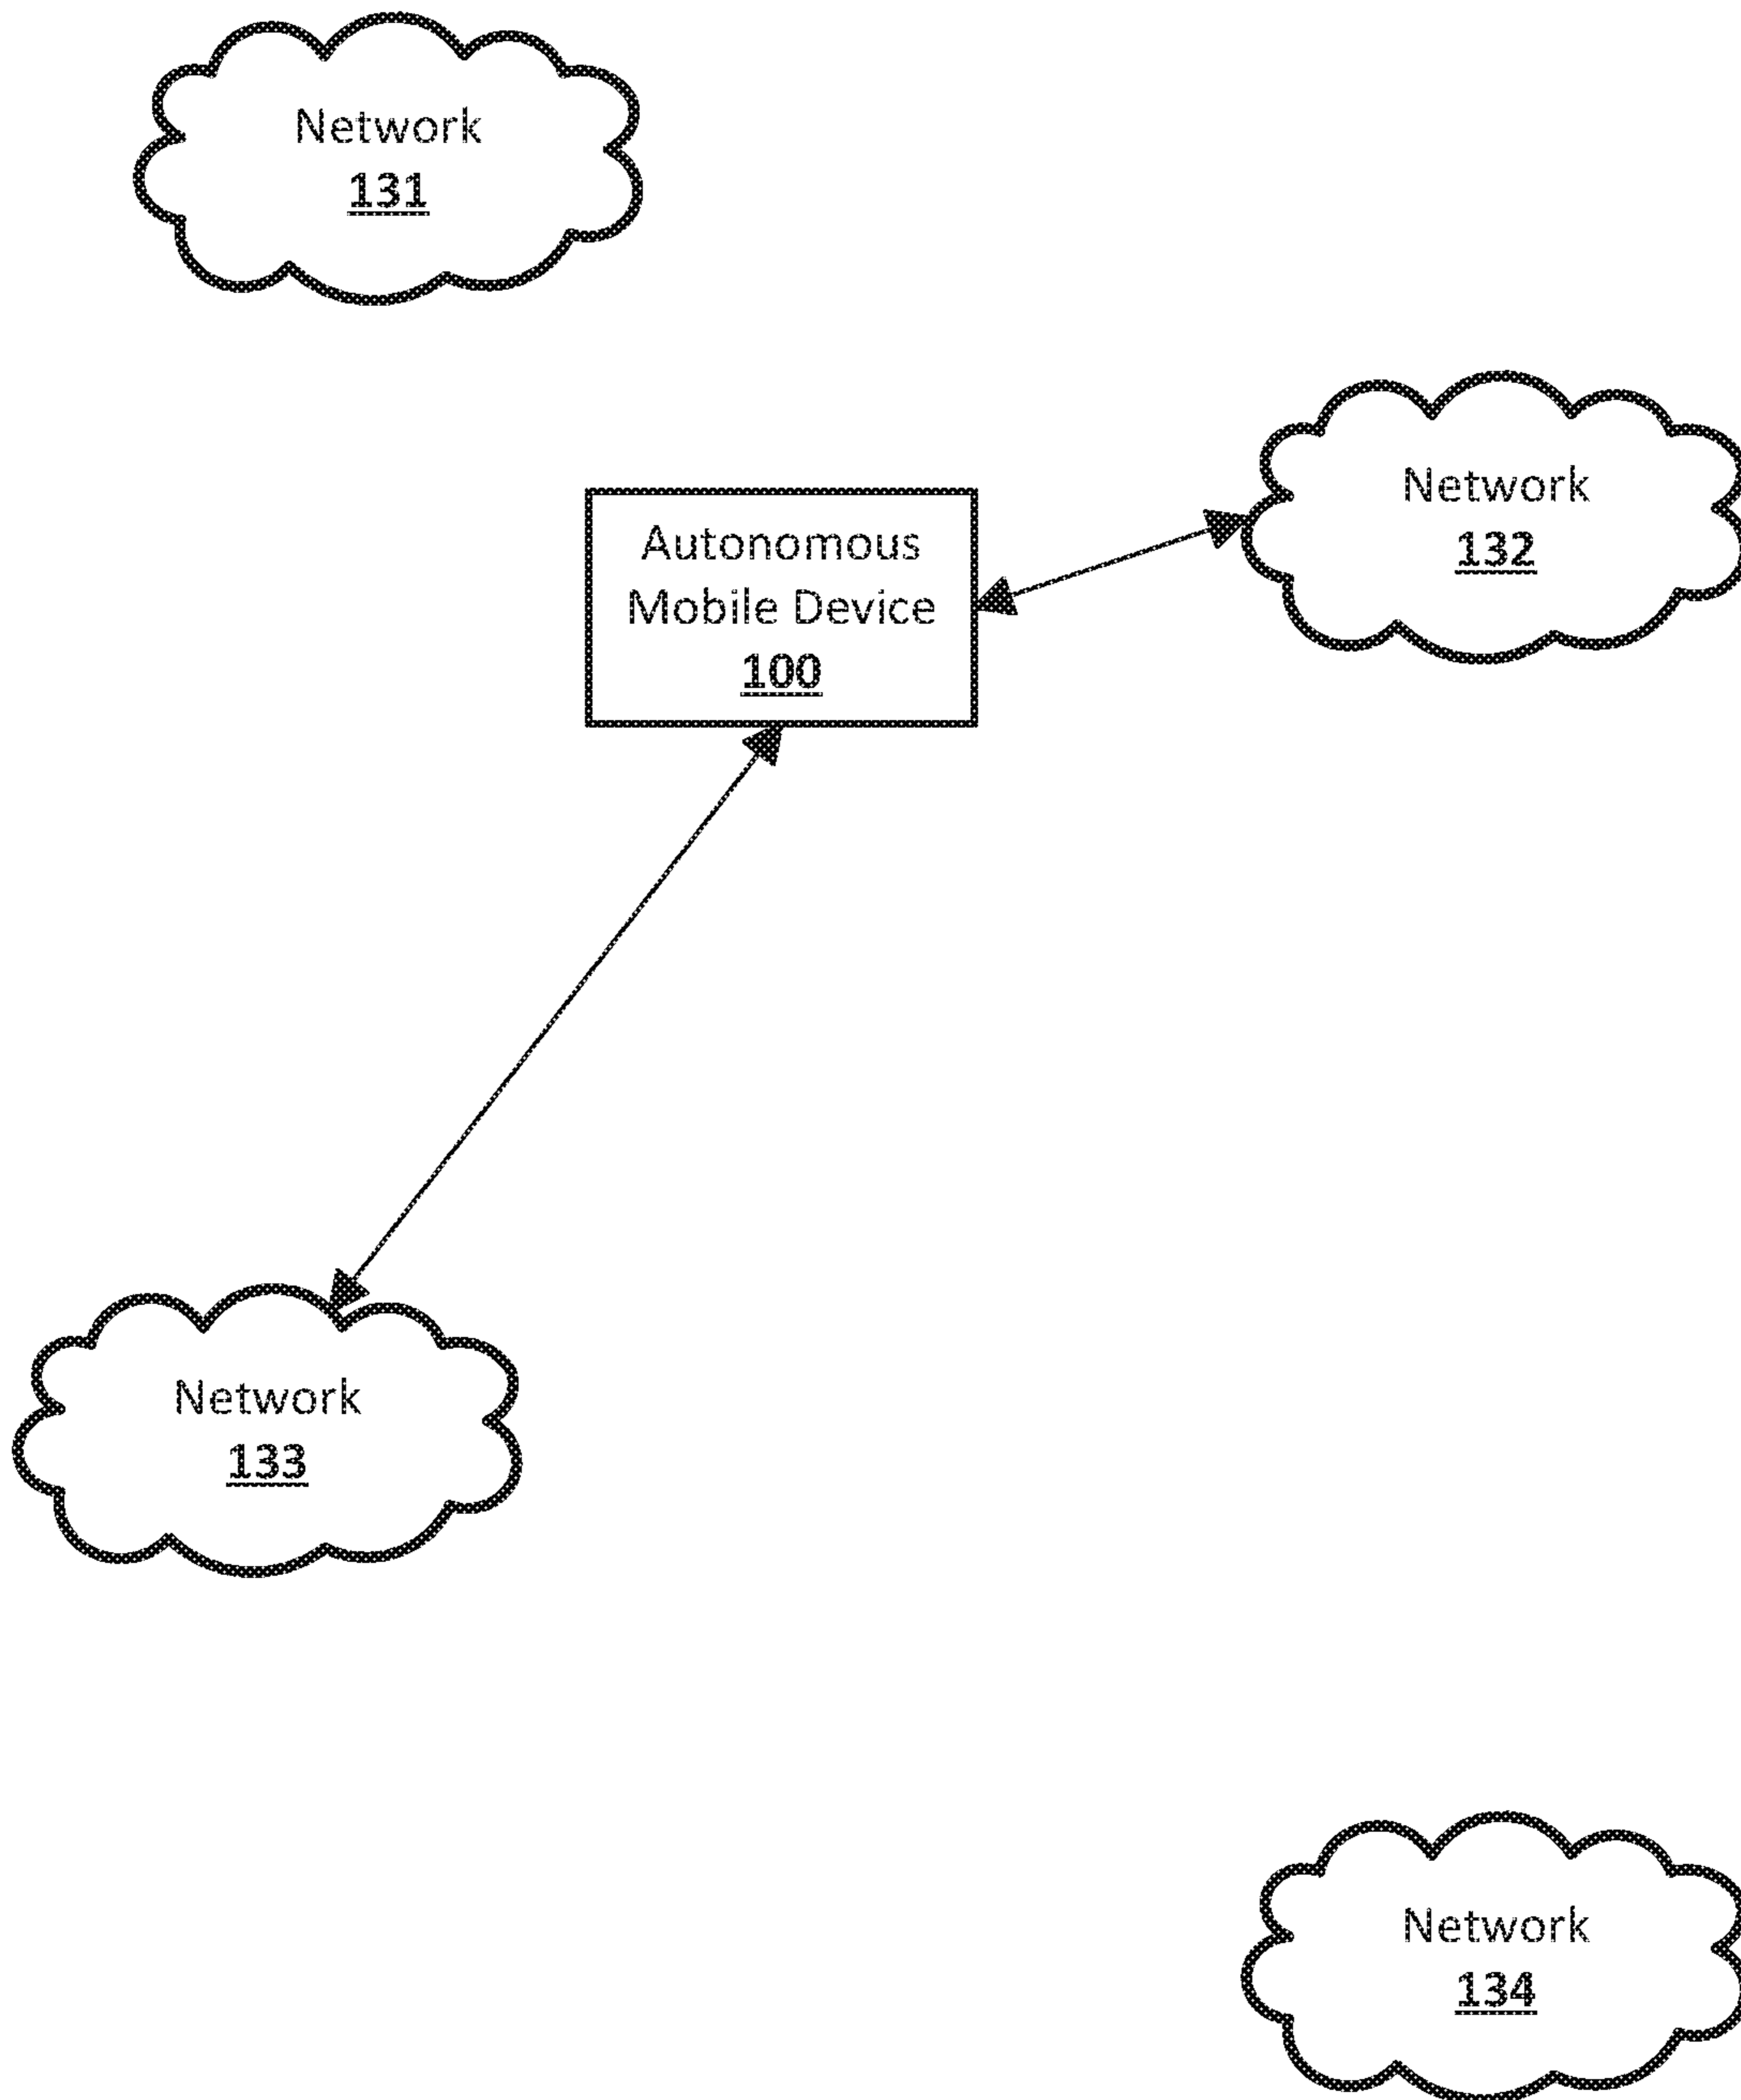 Network
131
Network
132
Autonomous
Mobile Device
100
Network
133
Network
134